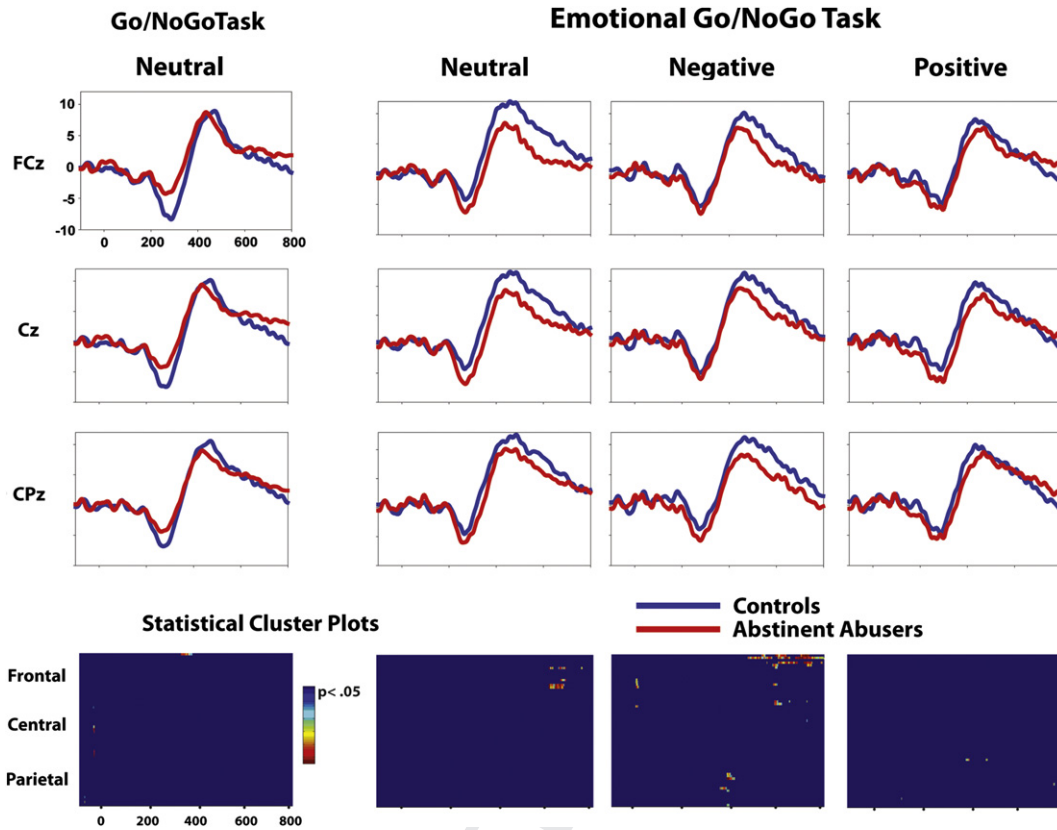 Go/NoGoTask
Emotional Go/NoGo Task
Neutral
Neutral
Negative
Positive
FCz
10
5
0
-5
-10
0 200 400 600 800
Cz
CPz
Statistical Cluster Plots
Controls
Abstinent Abusers
Frontal
Central
Parietal
p< .05
0 200 400 600 800